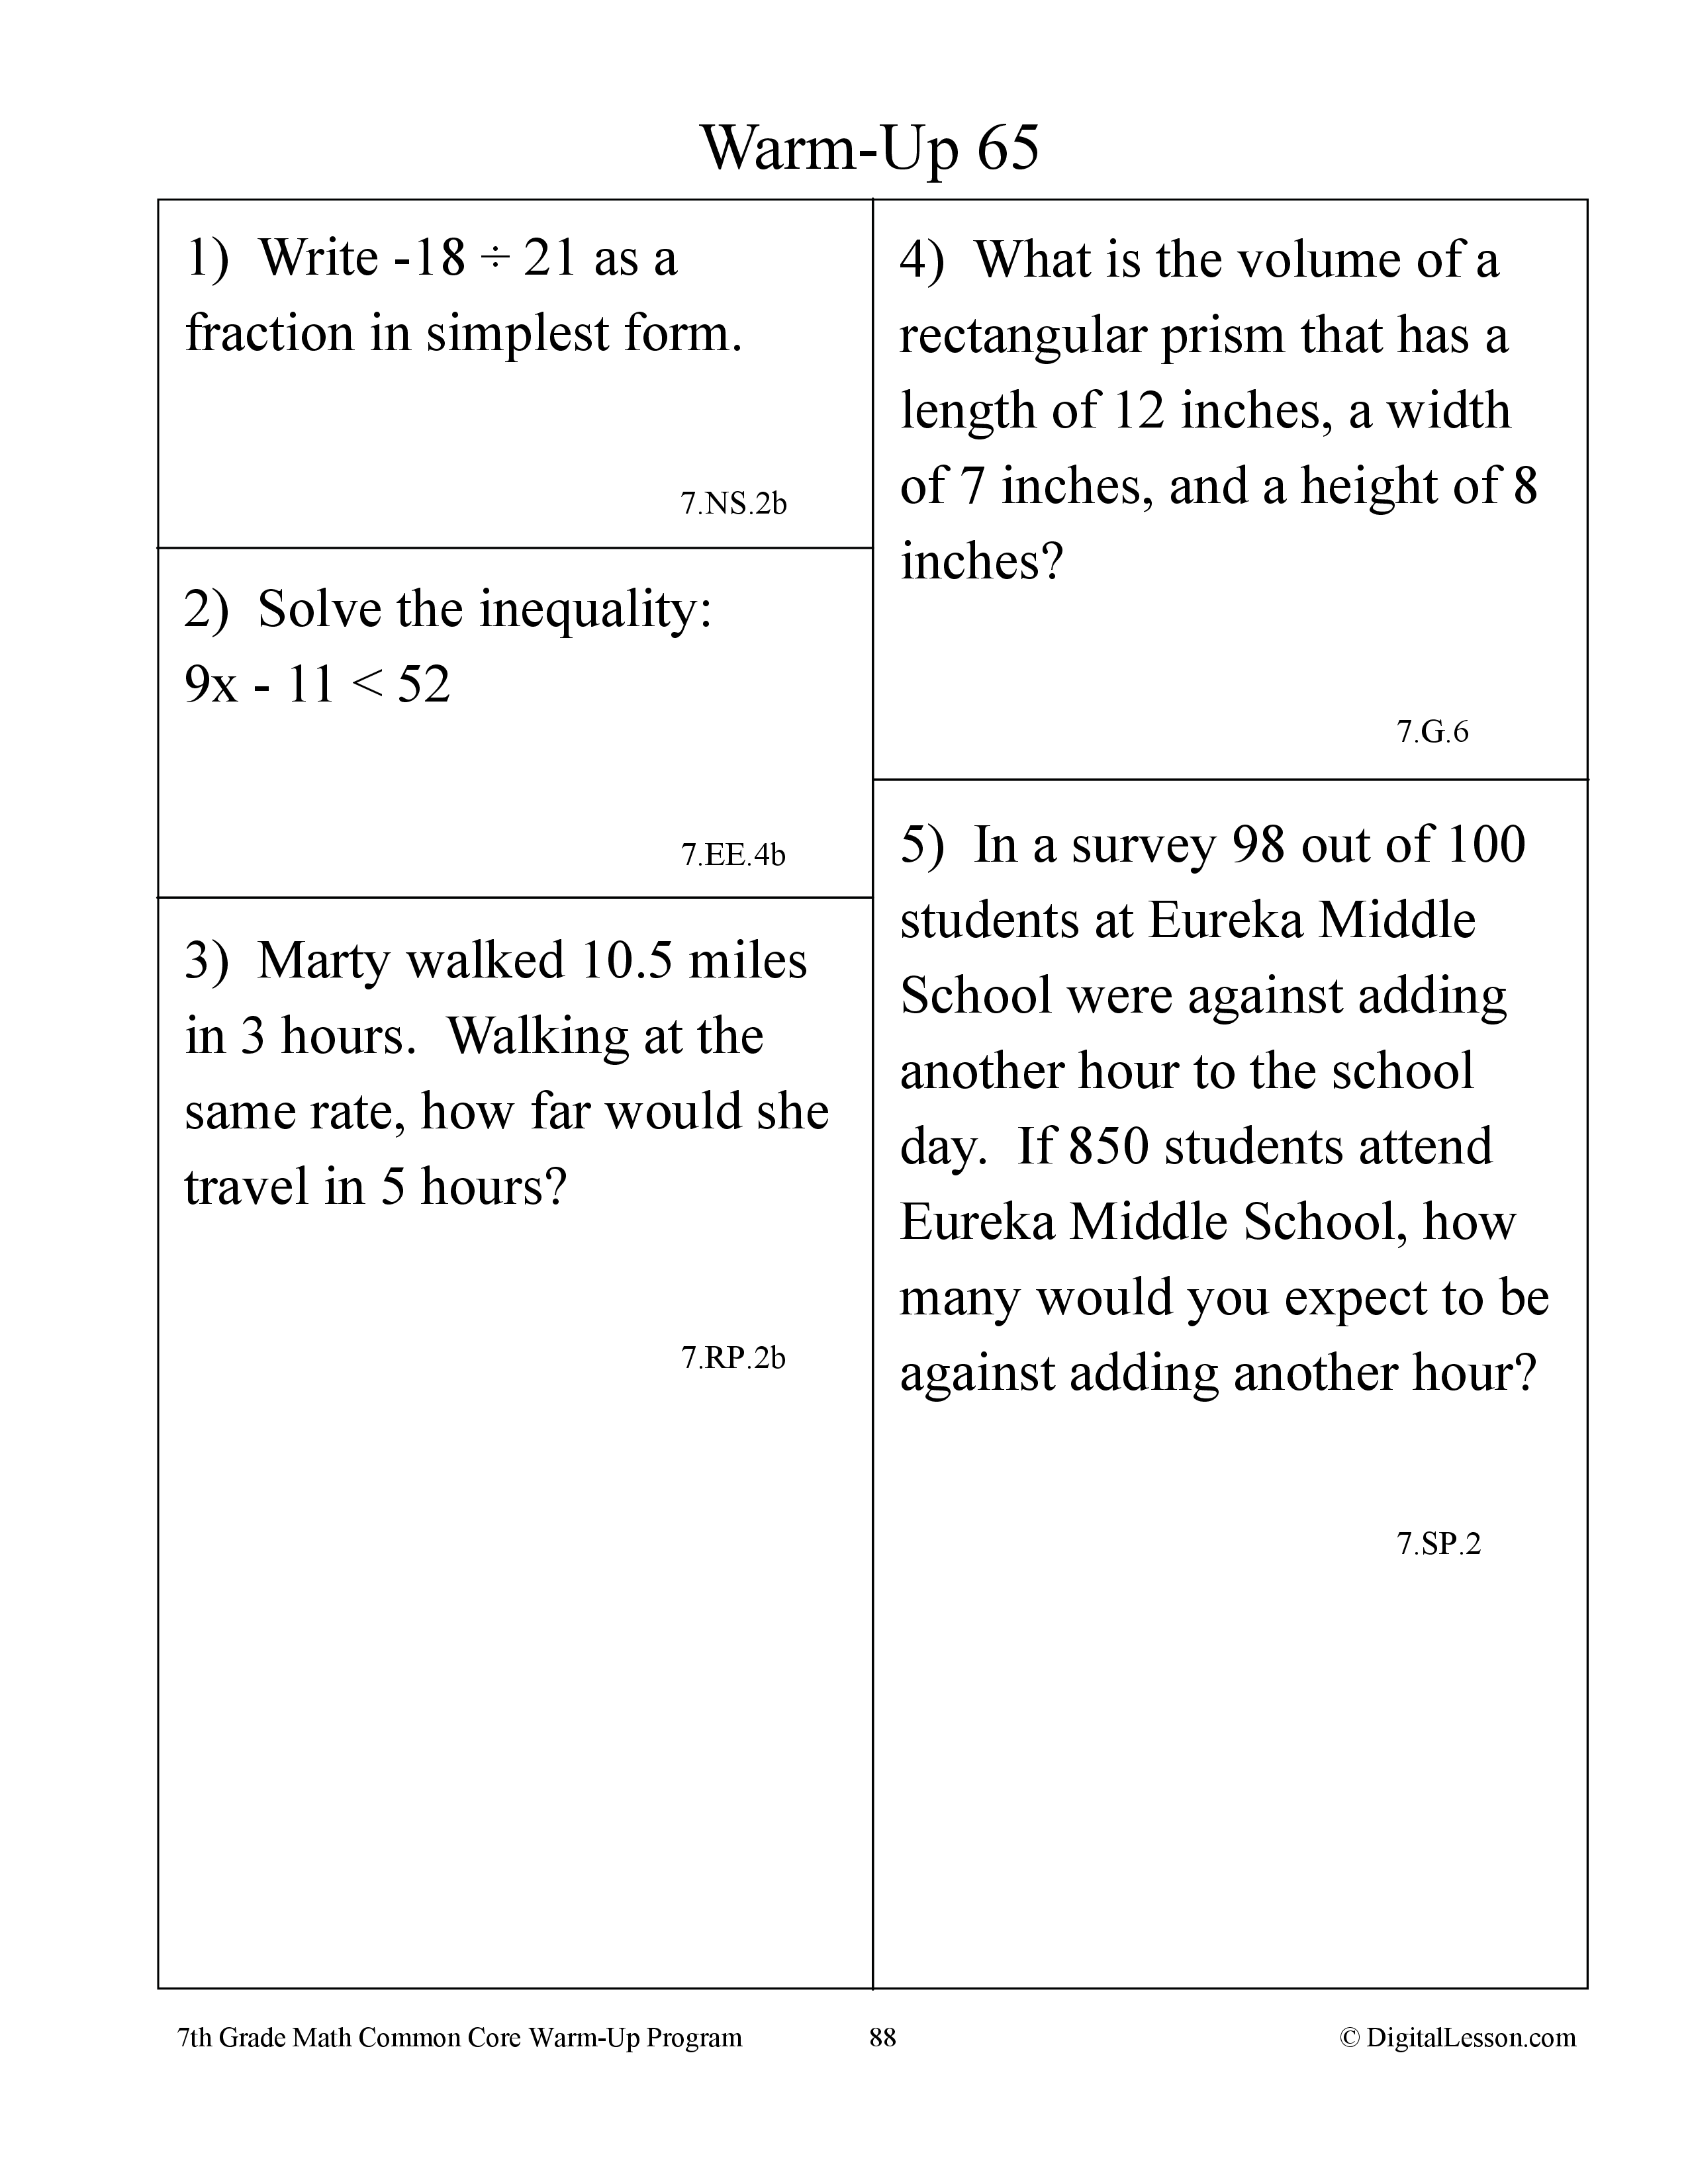 Warm-Up 65
1)  Write -18 ÷ 21 as a
fraction in simplest form.
7.NS.2b
2)  Solve the inequality:
9x - 11 < 52
7.EE.4b
3)  Marty walked 10.5 miles
in 3 hours.  Walking at the
same rate, how far would she
travel in 5 hours?
7.RP.2b
4)  What is the volume of a
rectangular prism that has a
length of 12 inches, a width
of 7 inches, and a height of 8
inches?
7.G.6
5)  In a survey 98 out of 100
students at Eureka Middle
School were against adding
another hour to the school
day.  If 850 students attend
Eureka Middle School, how
many would you expect to be
against adding another hour?
7.SP.2
7th Grade Math Common Core Warm-Up Program 88 © DigitalLesson.com